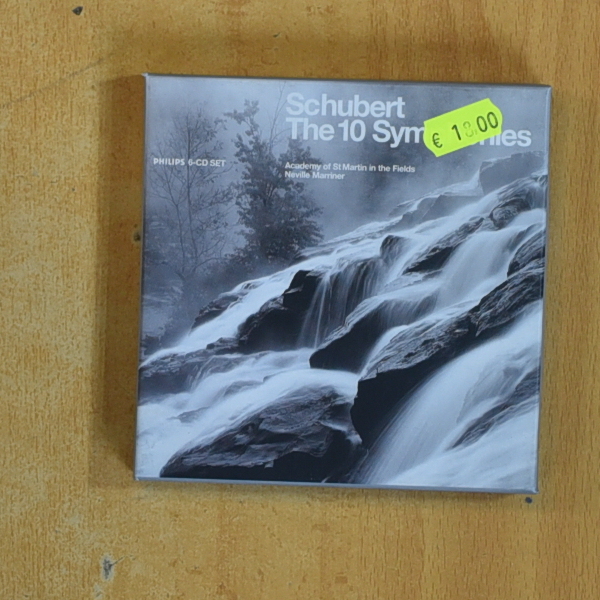 Schubert
The 10 Sym nies
€ 18.00
PHILIPS 6-CD SET
Academy of St Martin in the Fields
Neville Marriner